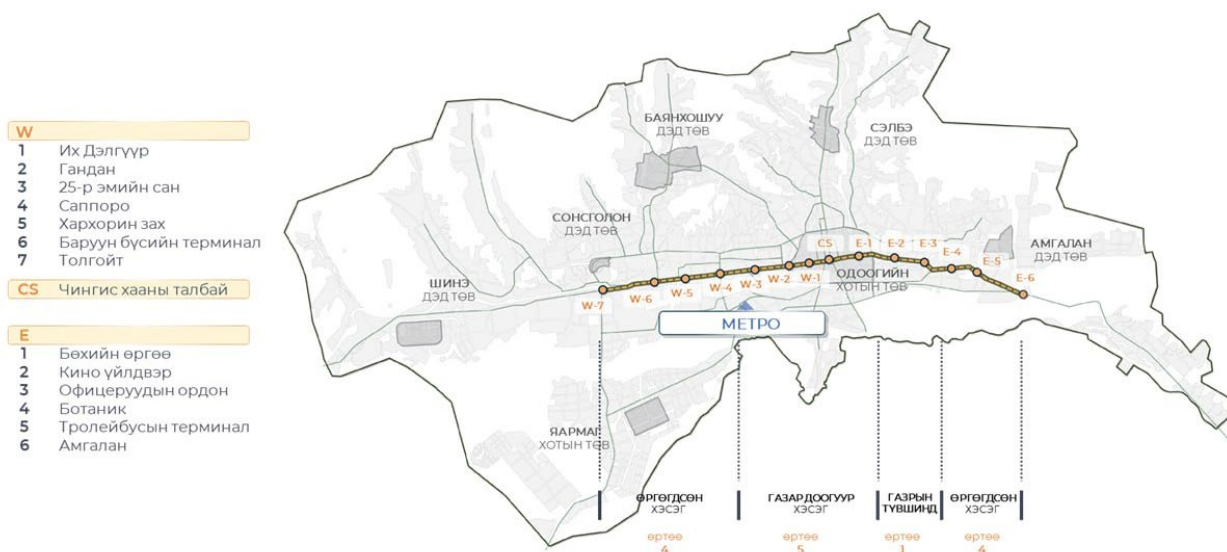 W
1 Их Дэлгүүр
2 Гандан
3 25-р эмийн сан
4 Саппоро
5 Хархорин зах
6 Баруун бүсийн терминал
7 Толгойт
CS Чингис хааны талбай
E
1 Бөхийн өргөө
2 Кино үйлдвэр
3 Офицеруудын ордон
4 Ботаник
5 Тролейбусын терминал
6 Амгалан
БАЯНХОШУУ
ДЭД ТӨВ
СЭЛБЭ
ДЭД ТӨВ
СОНСГОЛОН
ДЭД ТӨВ
АМГАЛАН
ДЭД ТӨВ
ШИНЭ
ДЭД ТӨВ
ОДООГИЙН
ХОТЫН ТӨВ
W-7
W-6
W-5
W-4
W-3
W-2
W-1
CS
E-1
E-2
E-3
E-4
E-5
E-6
МЕТРО
ЯАРМАГ
ХОТЫН ТӨВ
ӨРГӨГДСӨН
ХЭСЭГ
өртөө
4
ГАЗАР ДООГУУР
ХЭСЭГ
өртөө
5
ГАЗРЫН
ТҮВШИНД
өртөө
1
ӨРГӨГДСӨН
ХЭСЭГ
өртөө
4